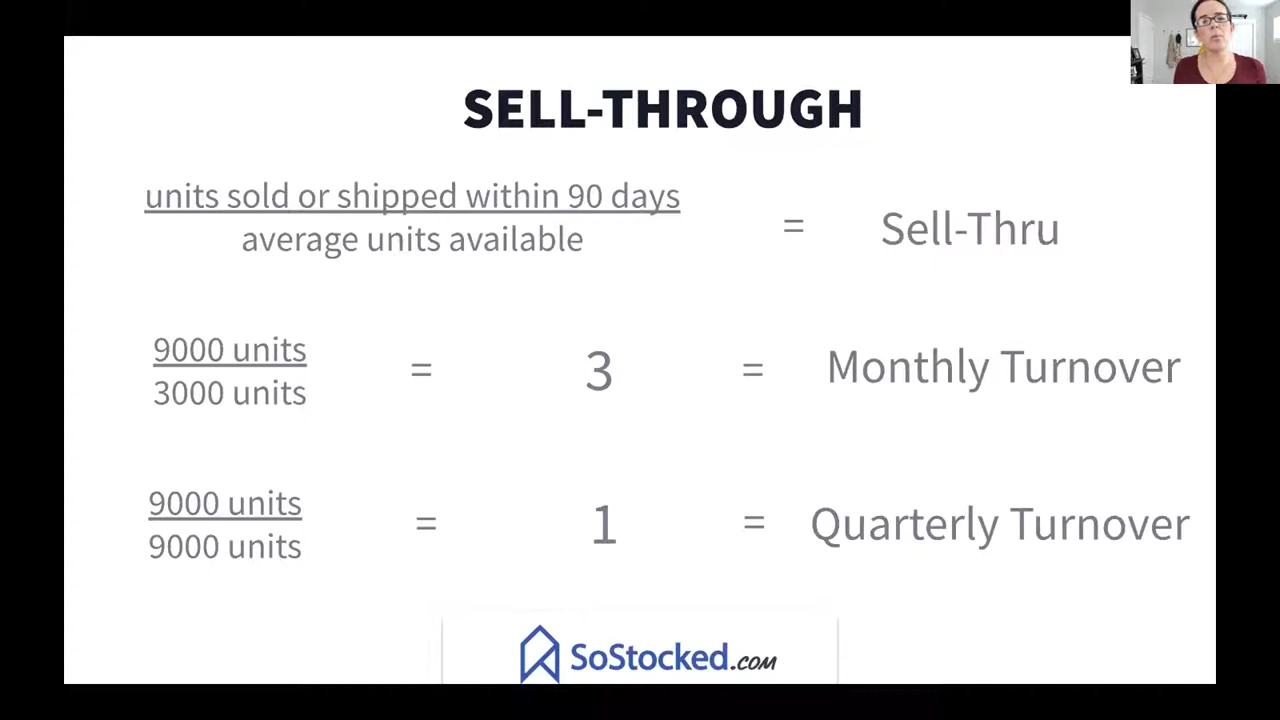 SELL-THROUGH
units sold or shipped within 90 days
average units available
= Sell-Thru
9000 units
3000 units
= 3 = Monthly Turnover
9000 units
9000 units
= 1 = Quarterly Turnover
SoStocked.com